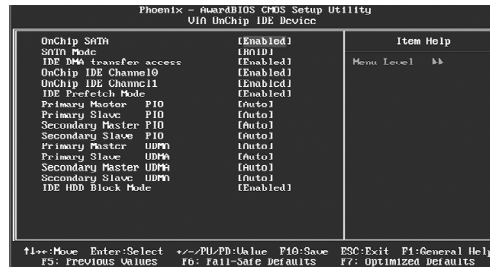 Phoenix - AwardBIOS CMOS Setup Utility
VIA OnChip IDE Device
OnChip SATA [Enabled]
SATA Mode [RAID]
IDE DMA transfer access [Enabled]
OnChip IDE Channel0 [Enabled]
OnChip IDE Channel1 [Enabled]
IDE Prefetch Mode [Enabled]
Primary Master PIO [Auto]
Primary Slave PIO [Auto]
Secondary Master PIO [Auto]
Secondary Slave PIO [Auto]
Primary Master UDMA [Auto]
Primary Slave UDMA [Auto]
Secondary Master UDMA [Auto]
Secondary Slave UDMA [Auto]
IDE HDD Block Mode [Enabled]
Item Help
Menu Level ▶▶
↑↓→←:Move Enter:Select +/-/PU/PD:Value F10:Save ESC:Exit F1:General Help
F5: Previous Values F6: Fail-Safe Defaults F7: Optimized Defaults